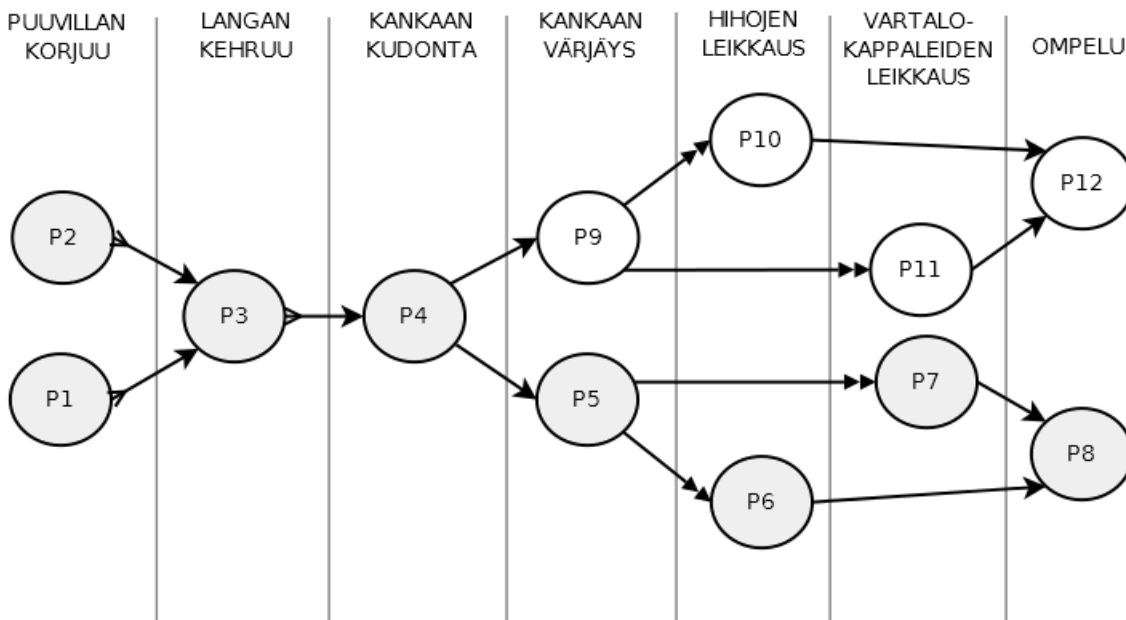 PUUVILLAN
KORJUU
LANGAN
KEHRUU
KANKAAN
KUDONTA
KANKAAN
VÄRJÄYS
HIHOJEN
LEIKKAUS
VARTALO-
KAPPALEIDEN
LEIKKAUS
OMPELU
P10
P12
P2
P9
P11
P3
P4
P7
P1
P5
P8
P6